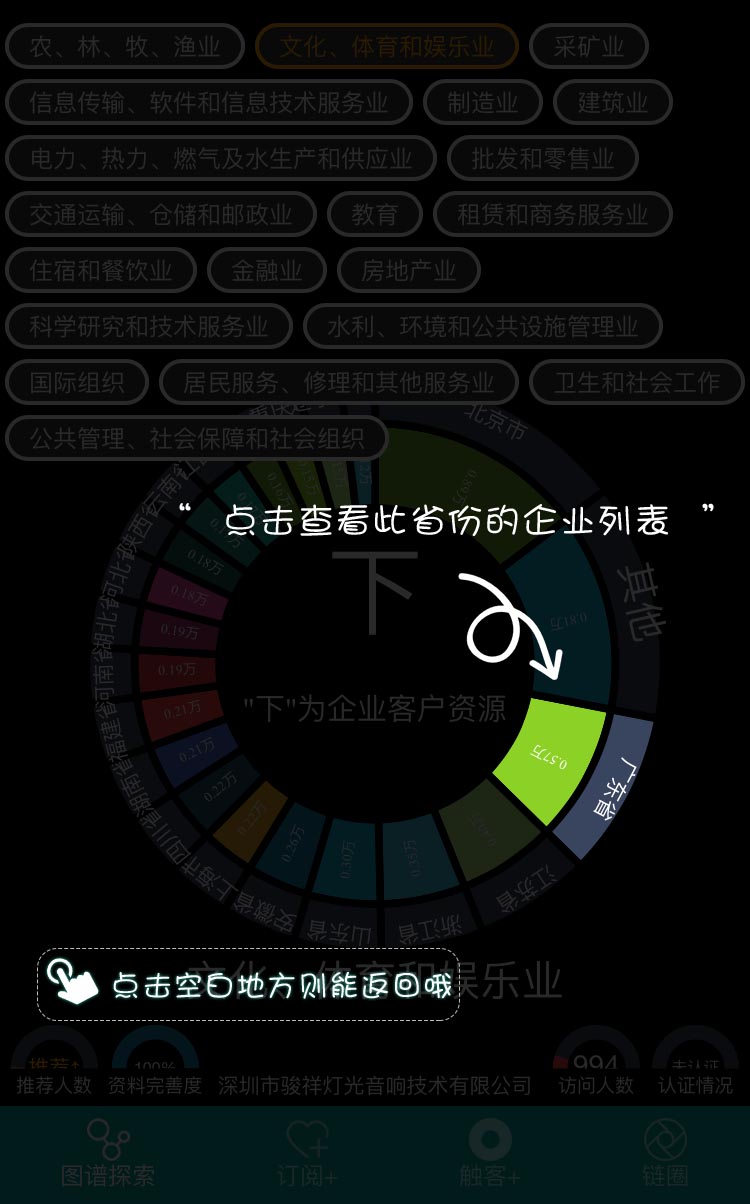 农、林、牧、渔业 文化、体育和娱乐业 采矿业
信息传输、软件和信息技术服务业 制造业 建筑业
电力、热力、燃气及水生产和供应业 批发和零售业
交通运输、仓储和邮政业 教育 租赁和商务服务业
住宿和餐饮业 金融业 房地产业
科学研究和技术服务业 水利、环境和公共设施管理业
国际组织 居民服务、修理和其他服务业 卫生和社会工作
公共管理、社会保障和社会组织
北京市
0.89万
“ 点击查看此省份的企业列表 ”
下
"下"为企业客户资源
其他
0.81万
广东省
0.57万
江苏省
浙江省
0.35万
山东省
0.30万
安徽省
0.26万
上海市
0.22万
四川省
0.22万
湖南省
0.21万
福建省
0.21万
河南省
0.19万
湖北省
0.19万
河北省
0.18万
陕西省
0.18万
云南省
点击空白地方则能返回哦
文化、体育和娱乐业
推荐↑ 100% 994 未认证
推荐人数 资料完善度 深圳市骏祥灯光音响技术有限公司 访问人数 认证情况
图谱探索 订阅+ 触客+ 链圈